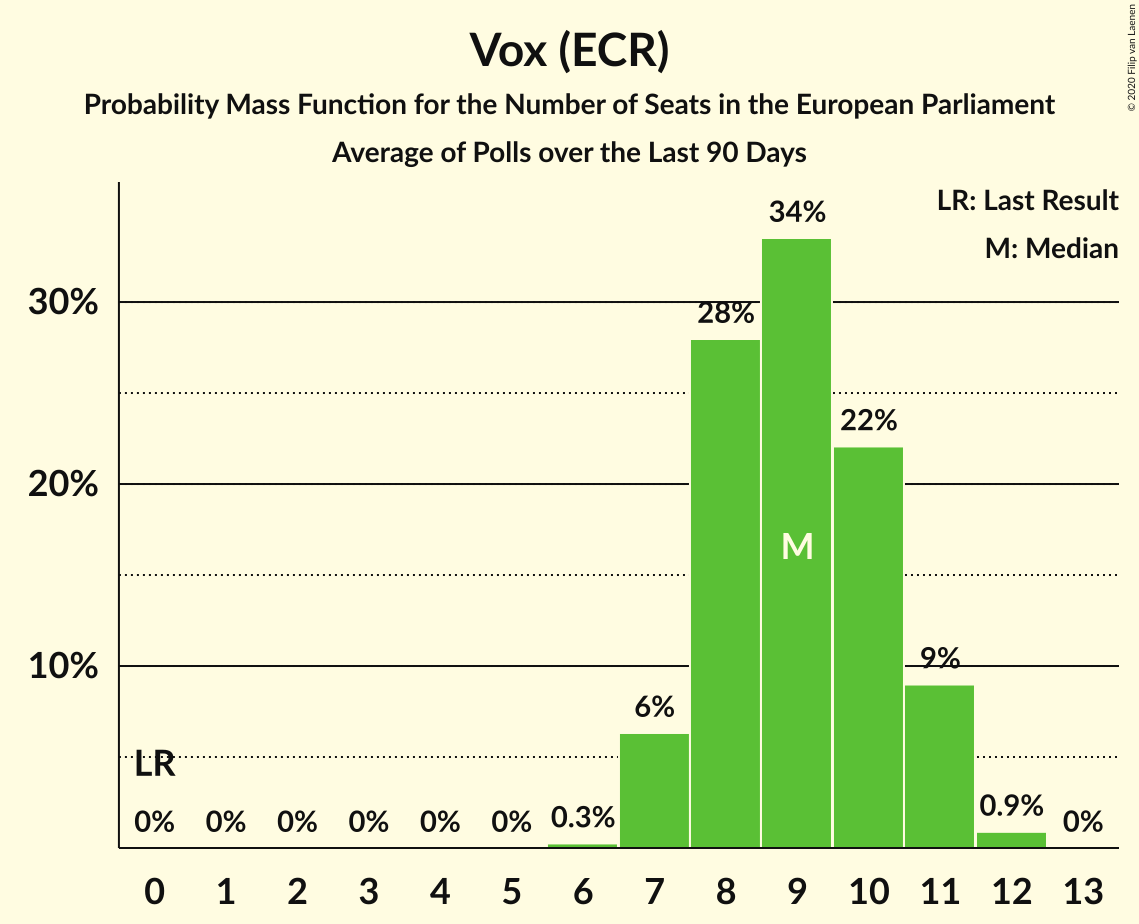 Vox (ECR)
Probability Mass Function for the Number of Seats in the European Parliament
Average of Polls over the Last 90 Days
© 2020 Filip van Laenen
LR: Last Result
M: Median
34%
30%
28%
22%
20%
M
10%
9%
6%
LR
0% 0% 0% 0% 0% 0% 0.3% 0.9% 0%
0 1 2 3 4 5 6 7 8 9 10 11 12 13